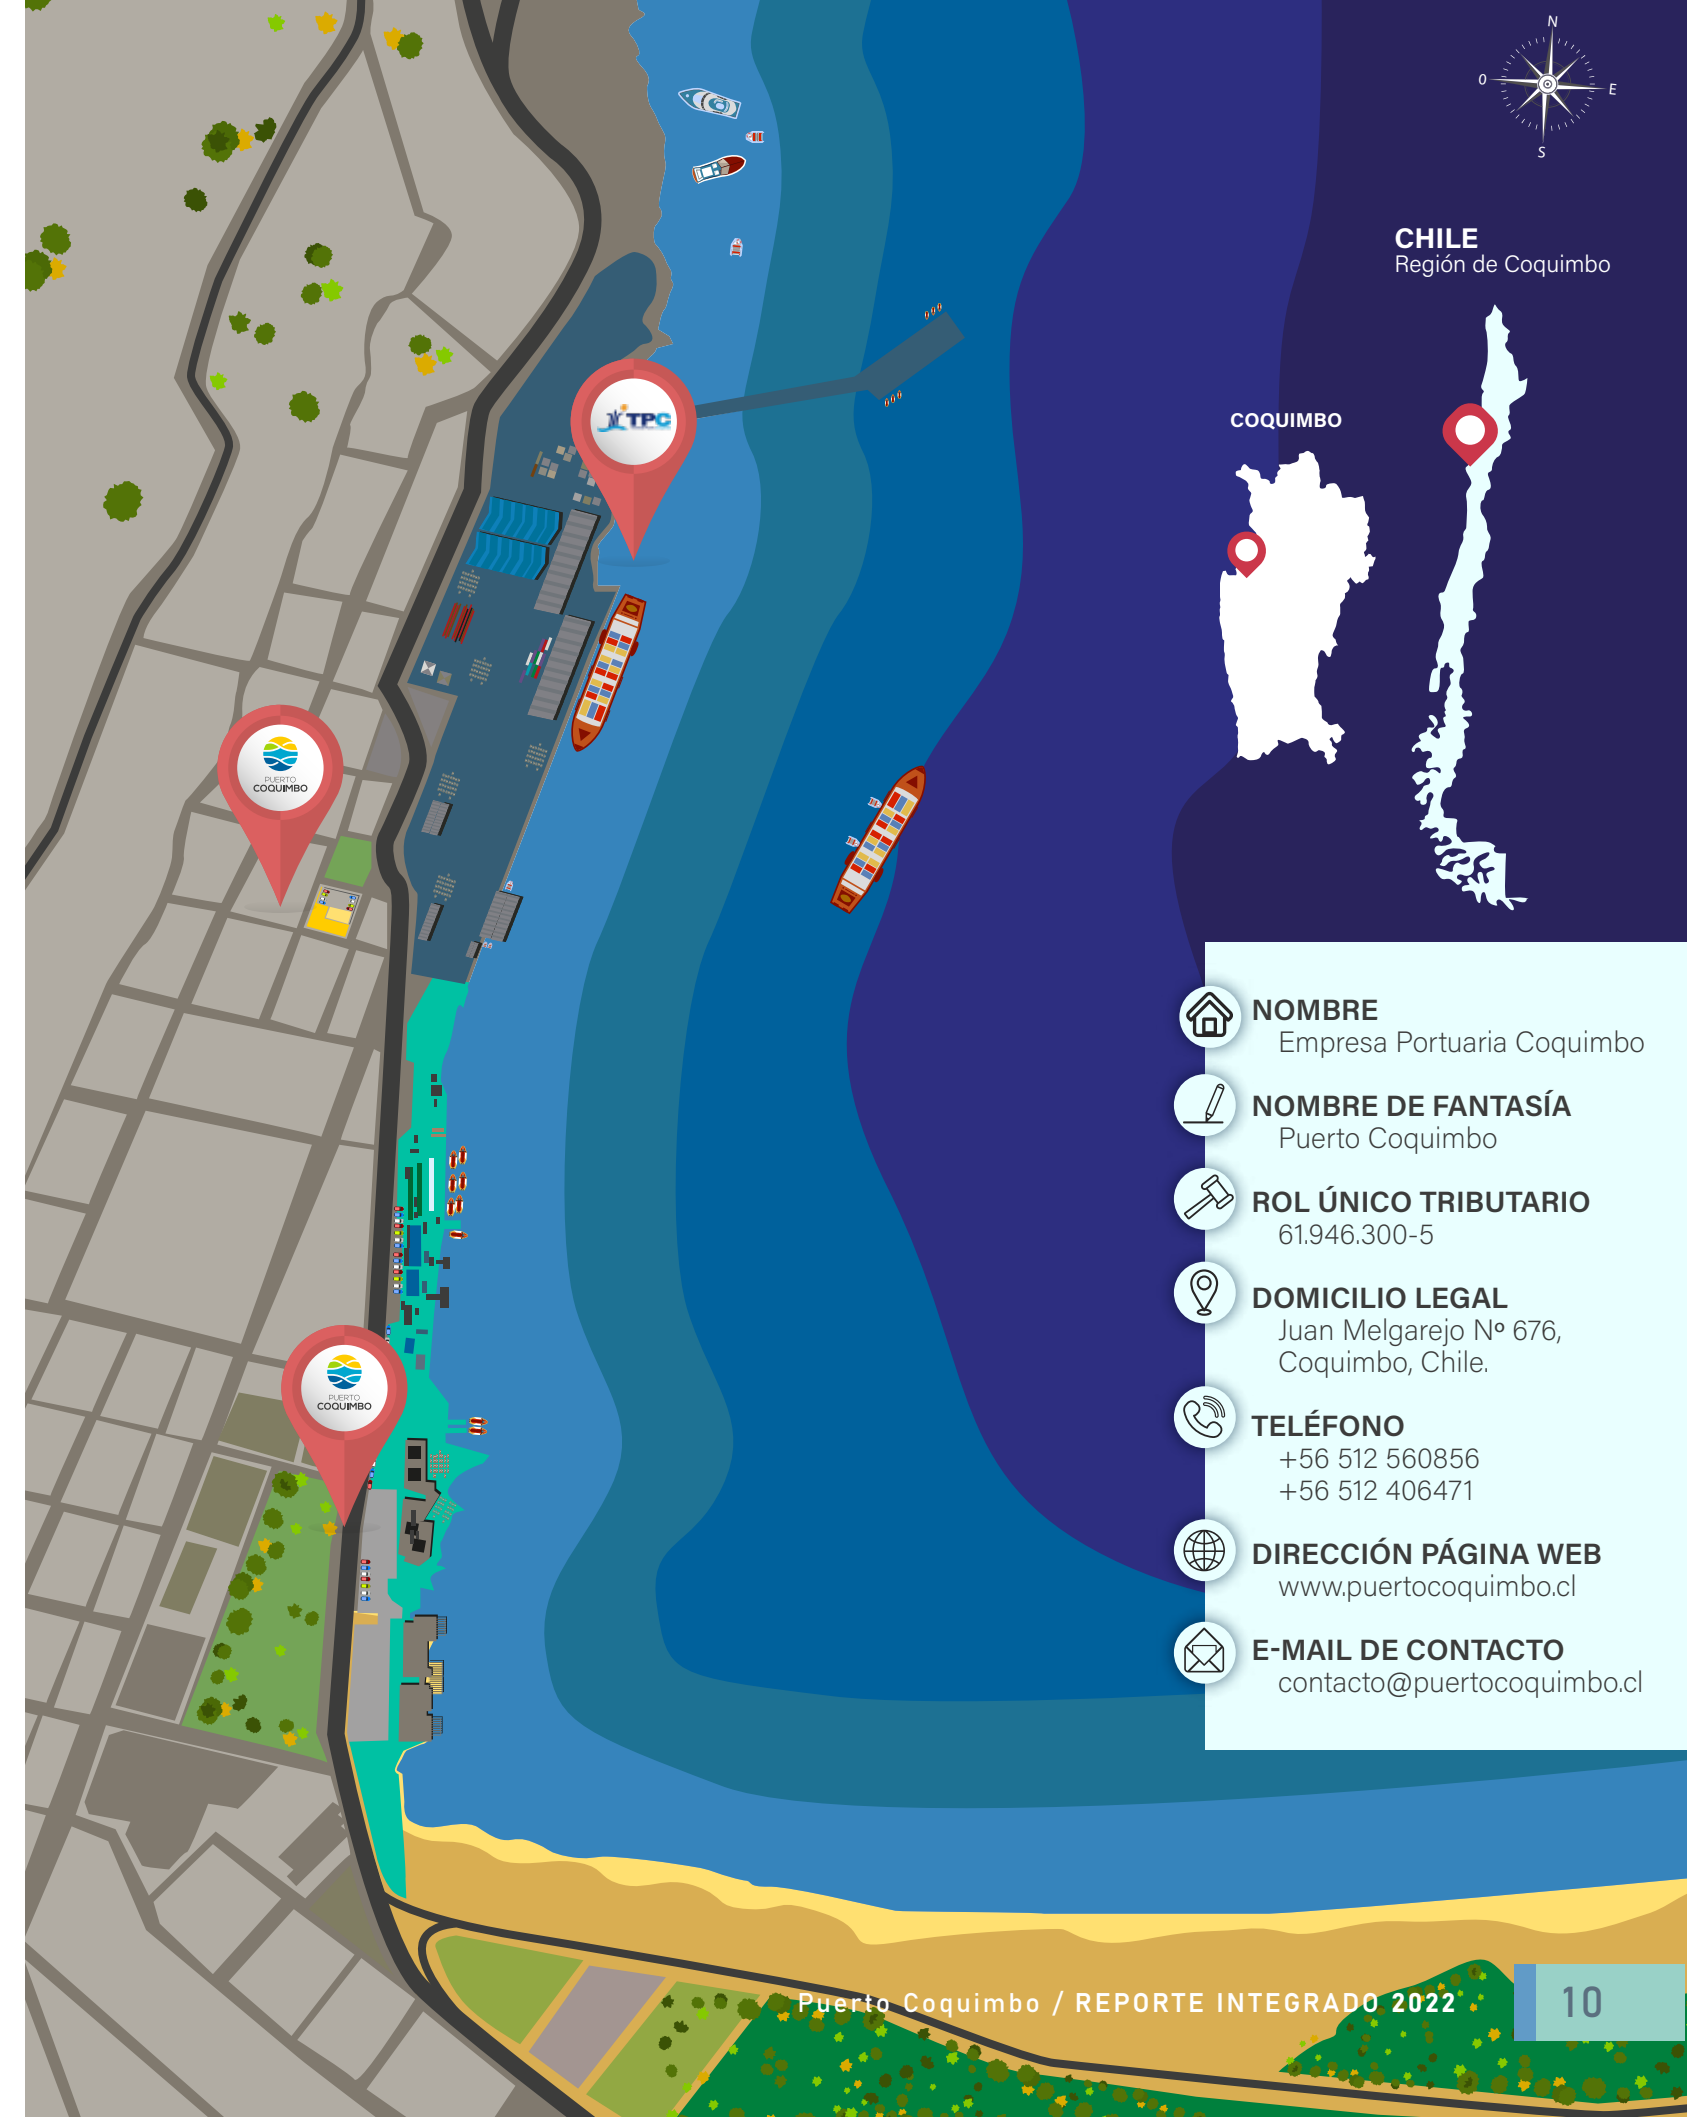 N
O
E
S
CHILE
Región de Coquimbo
COQUIMBO
TPC
PUERTO
COQUIMBO
PUERTO
COQUIMBO
NOMBRE
Empresa Portuaria Coquimbo
NOMBRE DE FANTASÍA
Puerto Coquimbo
ROL ÚNICO TRIBUTARIO
61.946.300-5
DOMICILIO LEGAL
Juan Melgarejo Nº 676,
Coquimbo, Chile.
TELÉFONO
+56 512 560856
+56 512 406471
DIRECCIÓN PÁGINA WEB
www.puertocoquimbo.cl
E-MAIL DE CONTACTO
contacto@puertocoquimbo.cl
Puerto Coquimbo / REPORTE INTEGRADO 2022
10